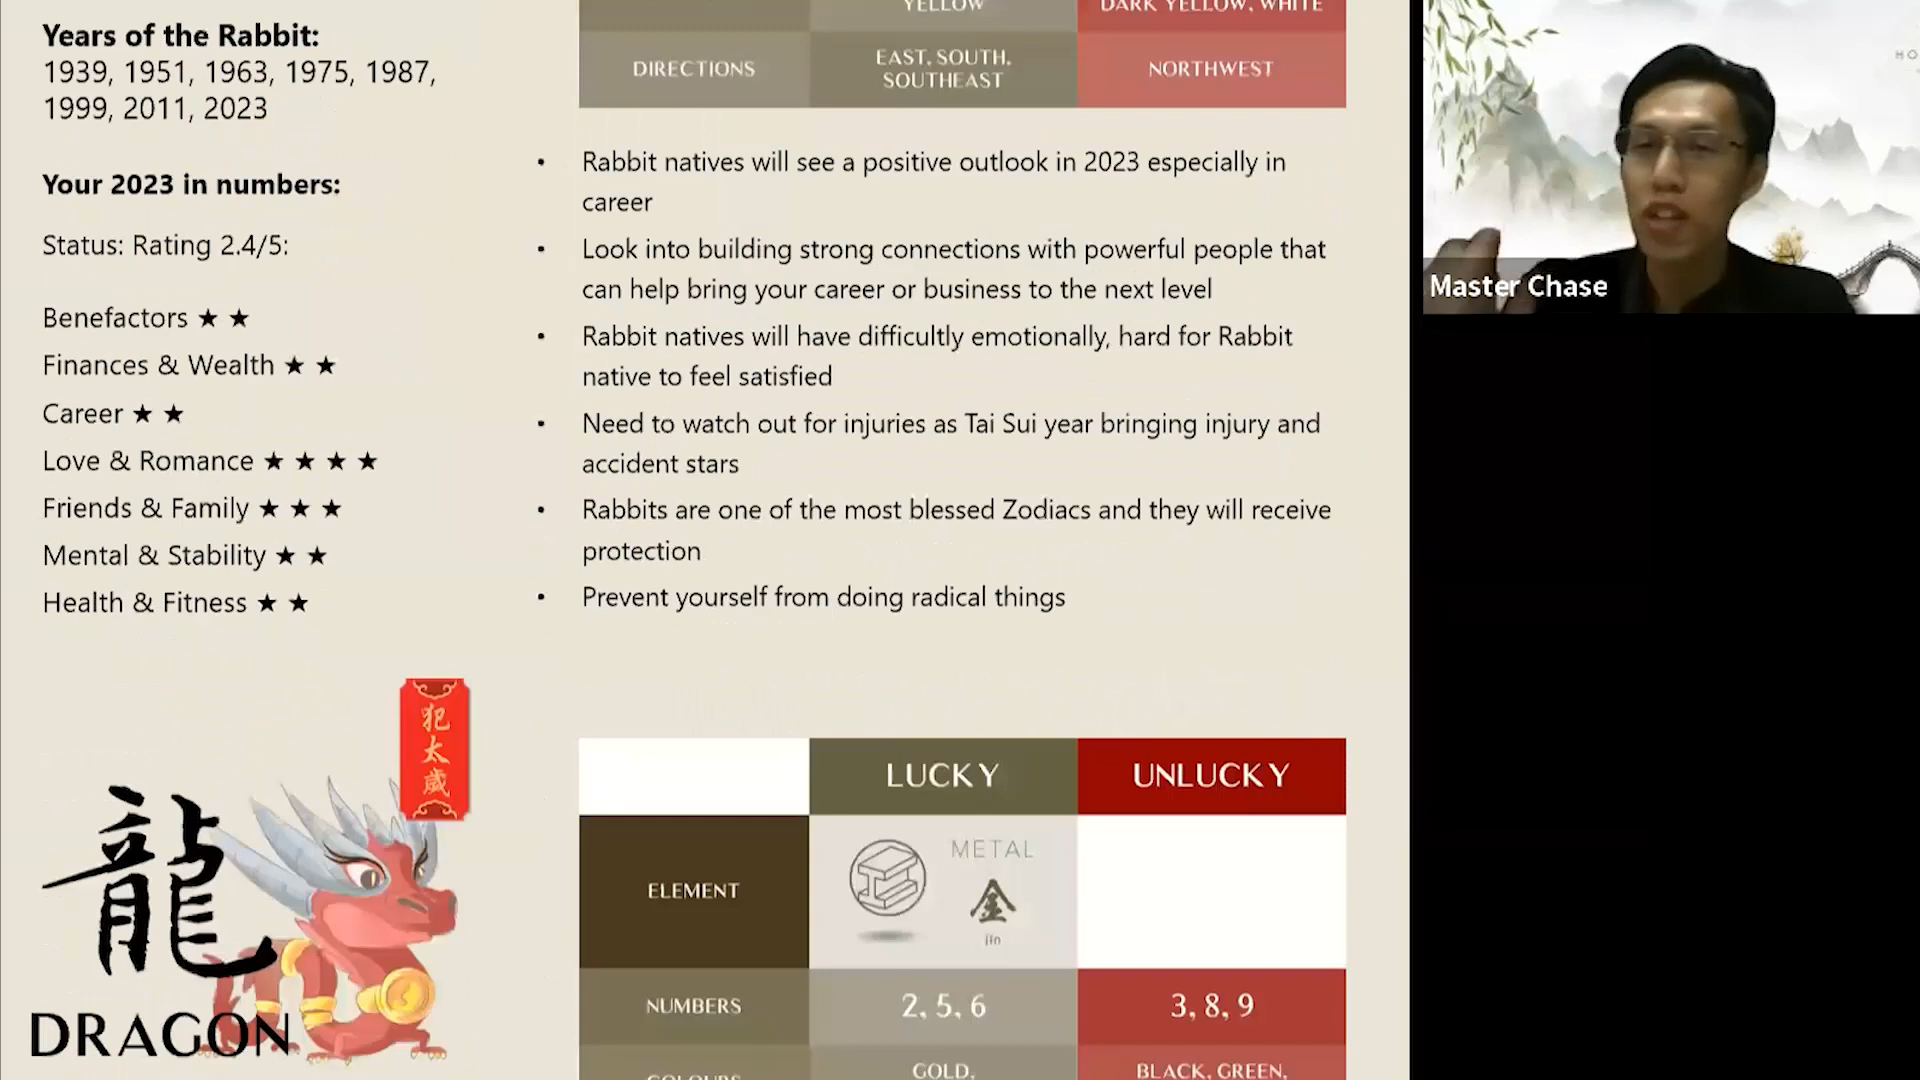 Years of the Rabbit:
1939, 1951, 1963, 1975, 1987,
1999, 2011, 2023
Your 2023 in numbers:
Status: Rating 2.4/5:
Benefactors ★ ★
Finances & Wealth ★ ★
Career ★ ★
Love & Romance ★ ★ ★ ★
Friends & Family ★ ★ ★
Mental & Stability ★ ★
Health & Fitness ★ ★
YELLOW
DARK YELLOW, WHITE
DIRECTIONS
EAST, SOUTH,
SOUTHEAST
NORTHWEST
• Rabbit natives will see a positive outlook in 2023 especially in
career
• Look into building strong connections with powerful people that
can help bring your career or business to the next level
• Rabbit natives will have difficultly emotionally, hard for Rabbit
native to feel satisfied
• Need to watch out for injuries as Tai Sui year bringing injury and
accident stars
• Rabbits are one of the most blessed Zodiacs and they will receive
protection
• Prevent yourself from doing radical things
HO
Master Chase
犯太歲
龍
DRAGON
LUCKY
UNLUCKY
ELEMENT
METAL
金
jin
NUMBERS
2, 5, 6
3, 8, 9
COLOURS
GOLD,
BLACK, GREEN,